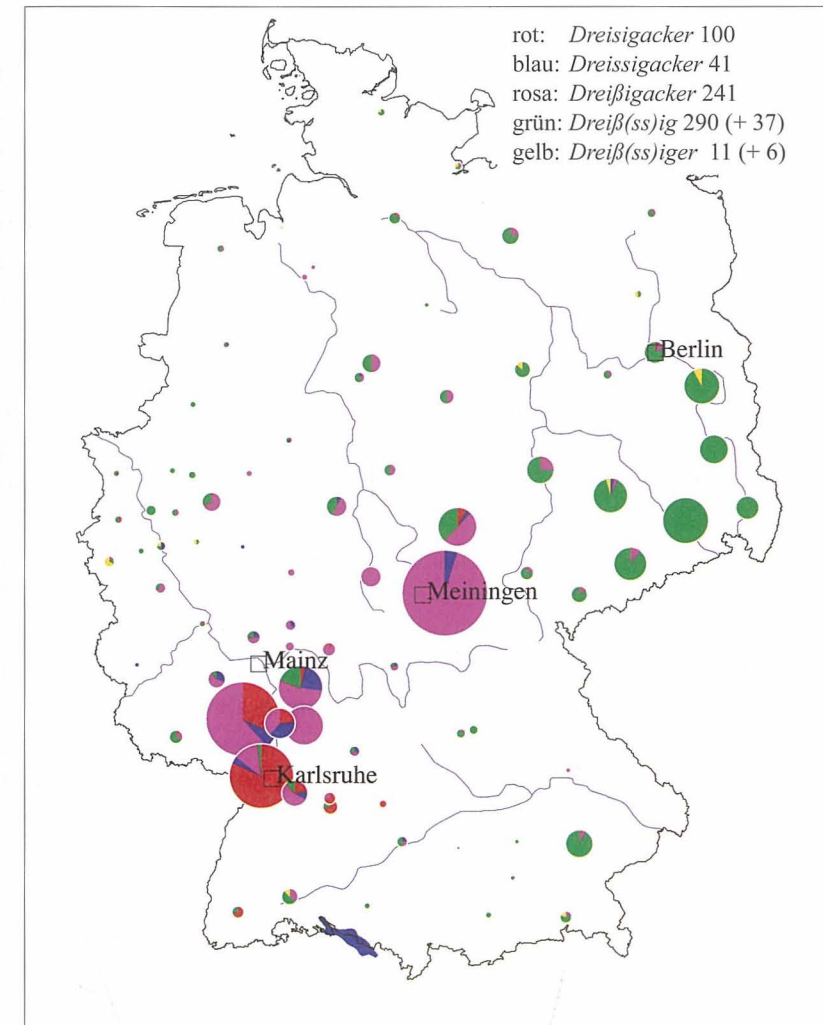 rot: Dreisigacker 100
blau: Dreissigacker 41
rosa: Dreißigacker 241
grün: Dreiß(ss)ig 290 (+ 37)
gelb: Dreiß(ss)iger 11 (+ 6)
Berlin
Meiningen
Mainz
Karlsruhe